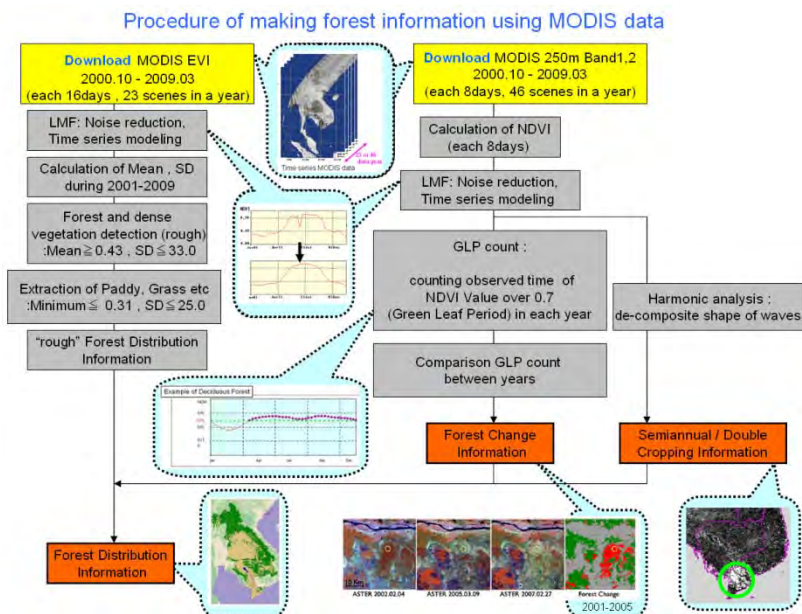 Procedure of making forest information using MODIS data
Download MODIS EVI
2000.10 - 2009.03
(each 16days , 23 scenes in a year)
LMF: Noise reduction,
Time series modeling
Calculation of Mean , SD
during 2001-2009
Forest and dense
vegetation detection (rough)
:Mean≧0.43, SD≦33.0
Extraction of Paddy, Grass etc
:Minimum≦ 0.31 , SD≦25.0
"rough" Forest Distribution
Information
Time series MODIS data
Download MODIS 250m Band1,2
2000.10 - 2009.03
(each 8days, 46 scenes in a year)
Calculation of NDVI
(each 8days)
LMF: Noise reduction,
Time series modeling
NDVI
GLP count :
counting observed time of
NDVI Value over 0.7
(Green Leaf Period) in each year
Comparison GLP count
between years
Harmonic analysis :
de-composite shape of waves
Example of Deciduous Forest
Forest Change
Information
Semiannual / Double
Cropping Information
Forest Distribution
Information
10 Km
ASTER 2002.02.04
ASTER 2005.03.09
ASTER 2007.02.27
Forest Change
2001-2005